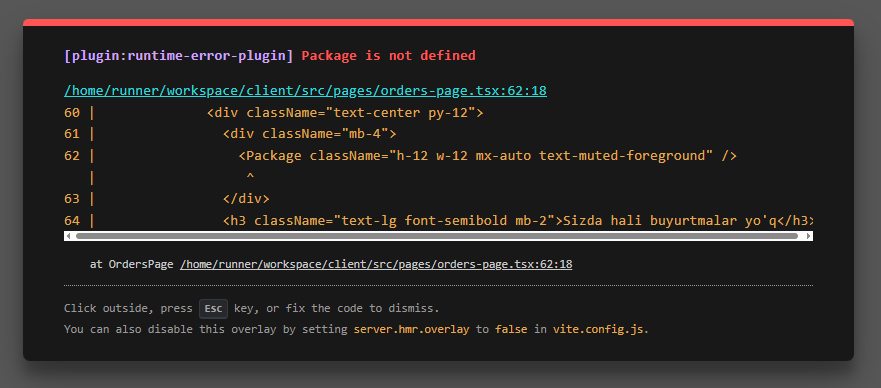 [plugin:runtime-error-plugin] Package is not defined
/home/runner/workspace/client/src/pages/orders-page.tsx:62:18
60 | <div className="text-center py-12">
61 | <div className="mb-4">
62 | <Package className="h-12 w-12 mx-auto text-muted-foreground" />
| ^
63 | </div>
64 | <h3 className="text-lg font-semibold mb-2">Sizda hali buyurtmalar yo'q</h3>
at OrdersPage /home/runner/workspace/client/src/pages/orders-page.tsx:62:18
Click outside, press Esc key, or fix the code to dismiss.
You can also disable this overlay by setting server.hmr.overlay to false in vite.config.js.